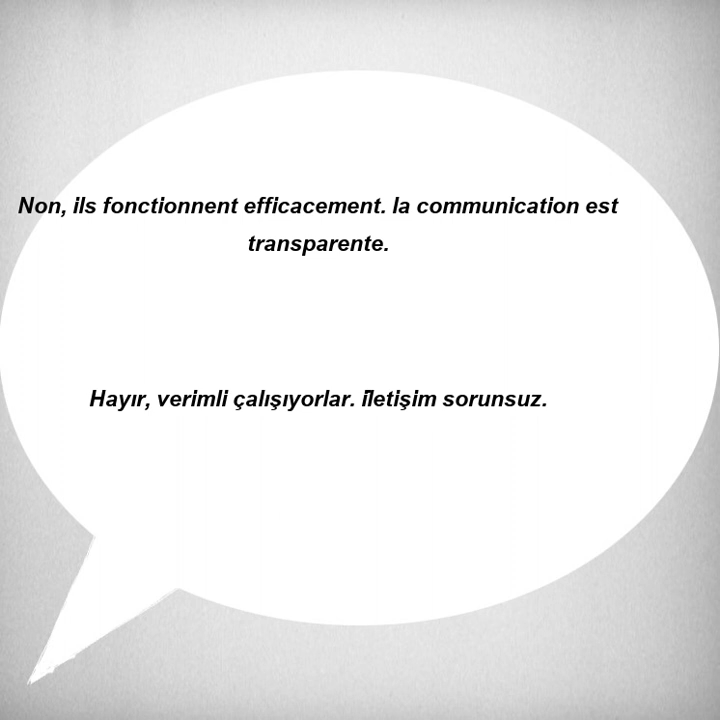 Non, ils fonctionnent efficacement. la communication est
transparente.
Hayır, verimli çalışıyorlar. i̇letişim sorunsuz.